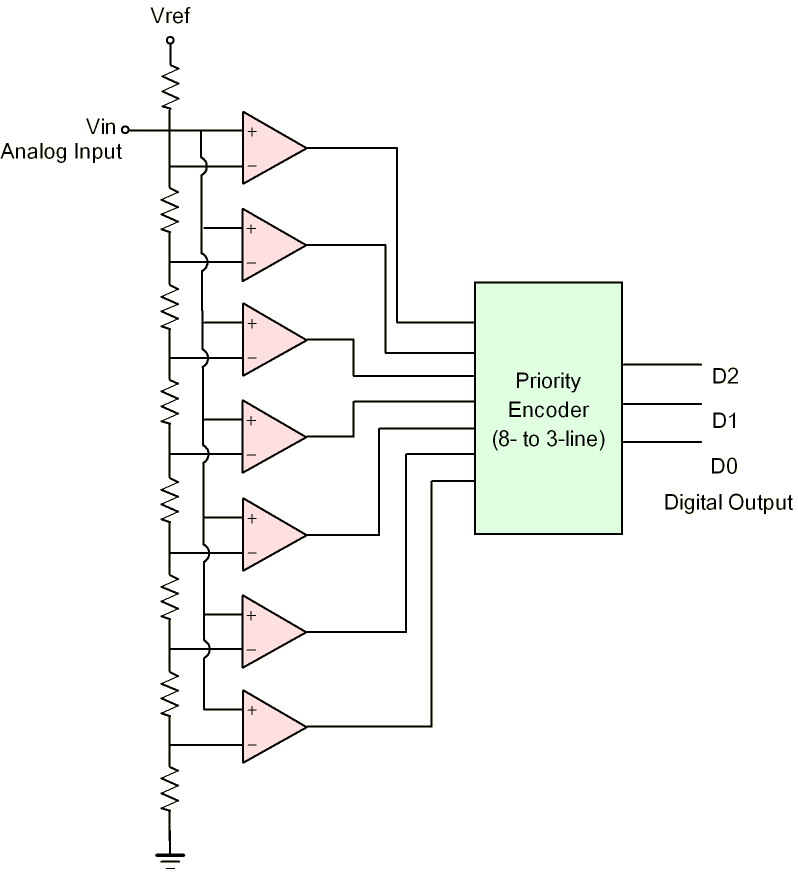 Vref
Vin
Analog Input
+
−
+
−
+
−
+
−
+
−
+
−
+
−
Priority
Encoder
(8- to 3-line)
D2
D1
D0
Digital Output